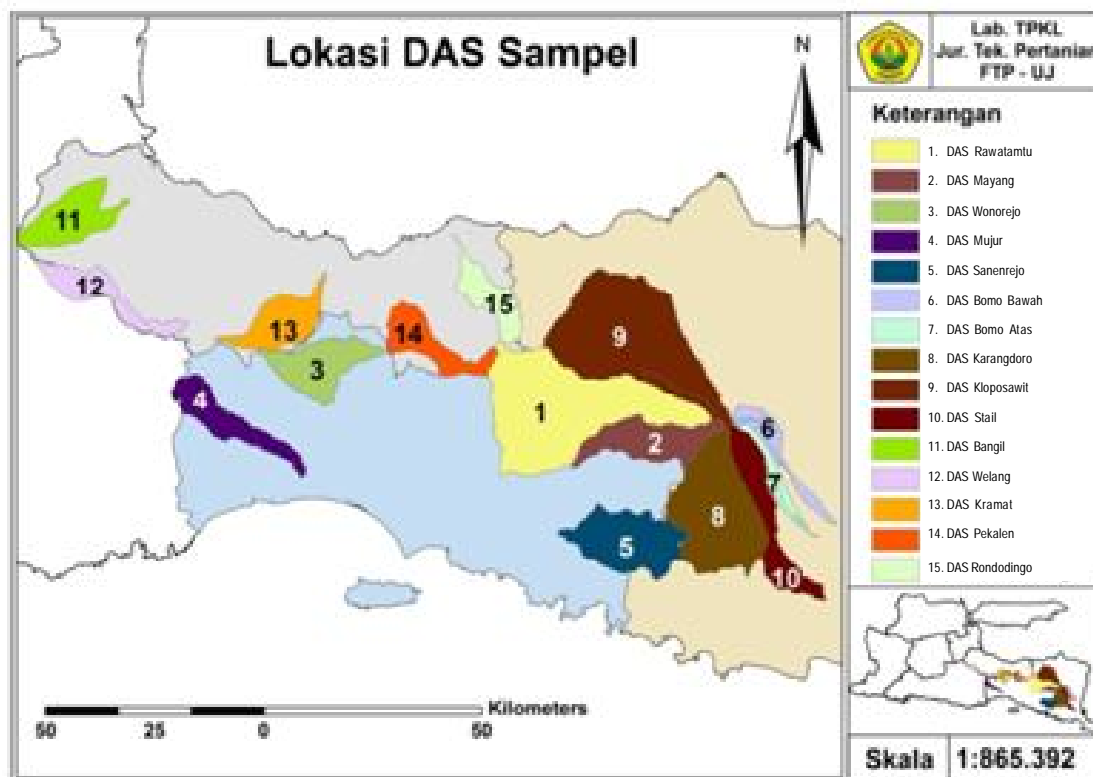 Lokasi DAS Sampel
N
11
12
13
14
15
9
3
4
1
2
6
7
8
5
10
Kilometers
50 25 0 50
Lab. TPKL
Jur. Tek. Pertanian
FTP - UJ
Keterangan
1. DAS Rawatamtu
2. DAS Mayang
3. DAS Wonorejo
4. DAS Mujur
5. DAS Sanenrejo
6. DAS Bomo Bawah
7. DAS Bomo Atas
8. DAS Karangdoro
9. DAS Kloposawit
10. DAS Stail
11. DAS Bangil
12. DAS Welang
13. DAS Kramat
14. DAS Pekalen
15. DAS Rondodingo
Skala 1:865.392